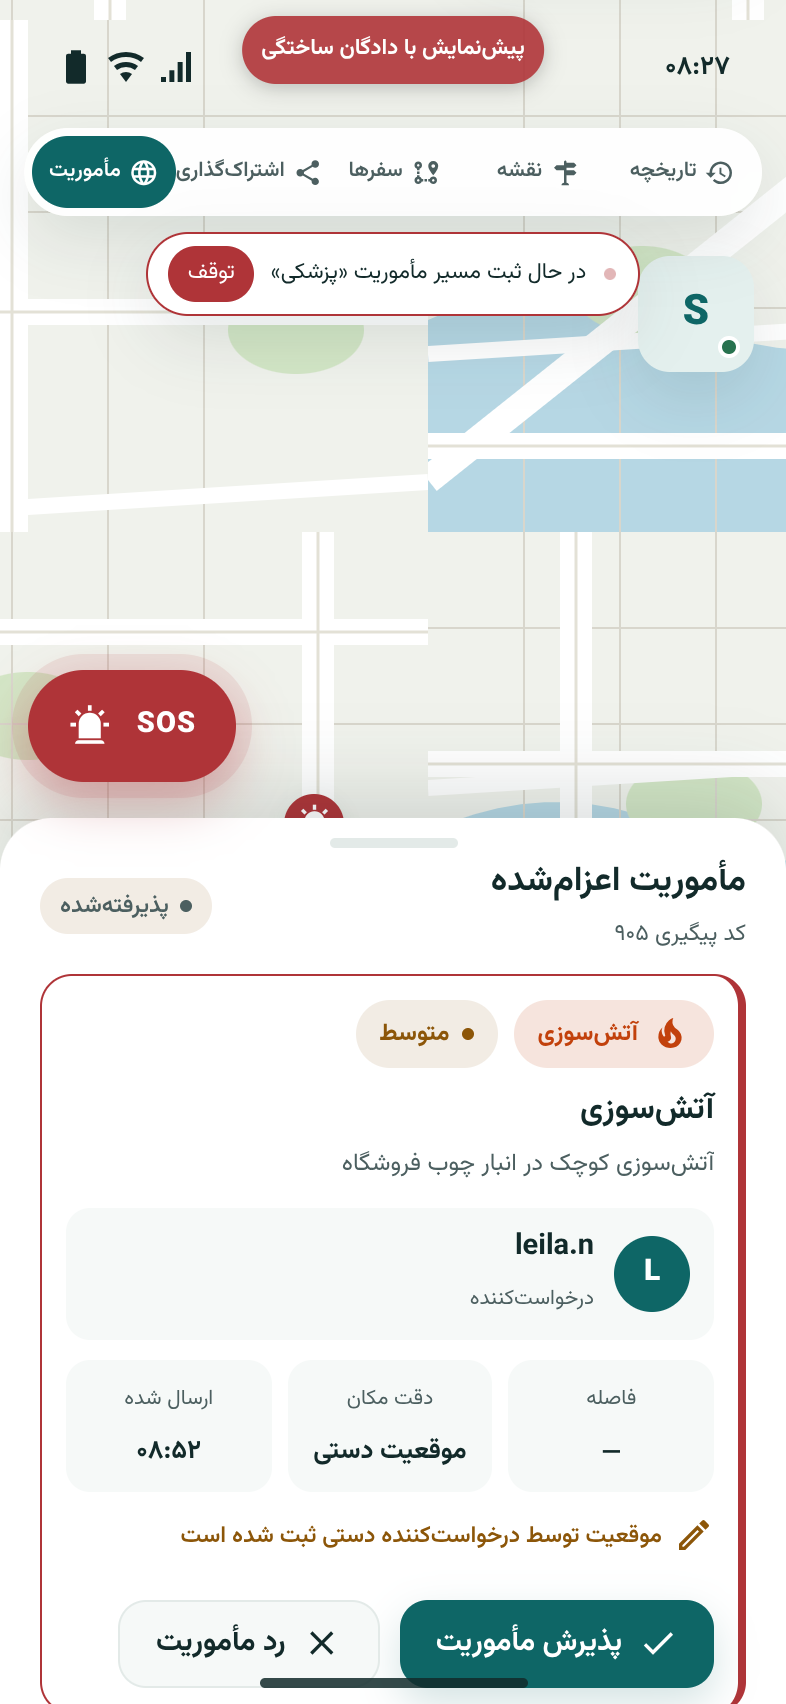 پیش‌نمایش با دادگان ساختگی
۰۸:۲۷
تاریخچه
نقشه
سفرها
اشتراک‌گذاری
مأموریت
در حال ثبت مسیر مأموریت «پزشکی»
توقف
S
SOS
مأموریت اعزام‌شده
پذیرفته‌شده
کد پیگیری ۹۰۵
آتش‌سوزی
متوسط
آتش‌سوزی
آتش‌سوزی کوچک در انبار چوب فروشگاه
L
leila.n
درخواست‌کننده
فاصله
—
دقت مکان
موقعیت دستی
ارسال شده
۰۸:۵۲
موقعیت توسط درخواست‌کننده دستی ثبت شده است
پذیرش مأموریت
رد مأموریت